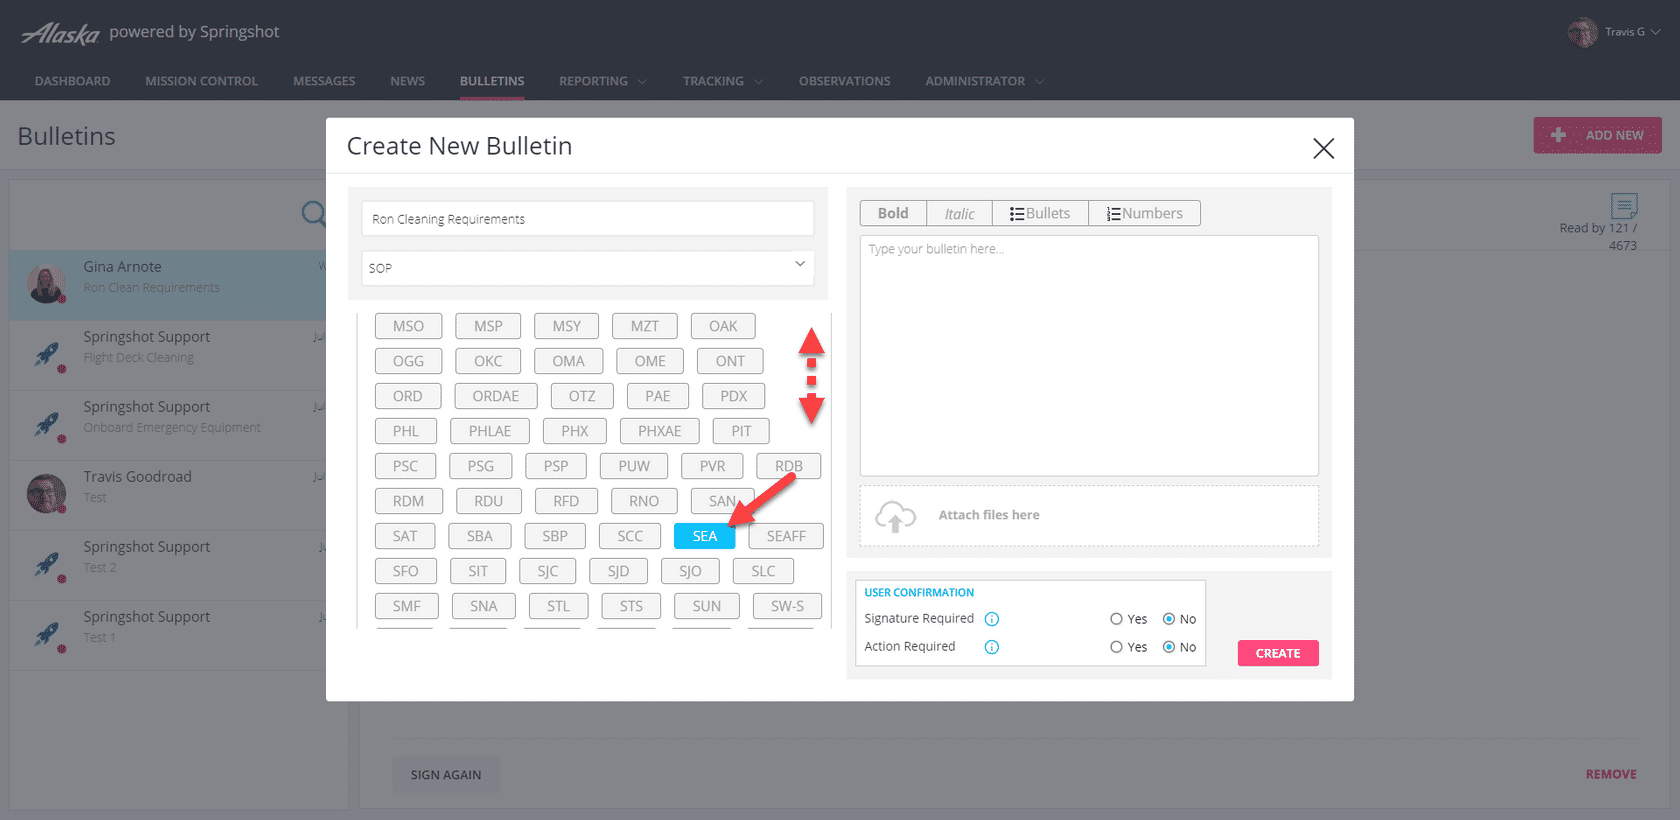 Alaska powered by Springshot
Travis G
DASHBOARD MISSION CONTROL MESSAGES NEWS BULLETINS REPORTING TRACKING OBSERVATIONS ADMINISTRATOR
Bulletins
ADD NEW
Create New Bulletin
Ron Cleaning Requirements
SOP
MSO MSP MSY MZT OAK
OGG OKC OMA OME ONT
ORD ORDAE OTZ PAE PDX
PHL PHLAE PHX PHXAE PIT
PSC PSG PSP PUW PVR RDB
RDM RDU RFD RNO SAN
SAT SBA SBP SCC SEA SEAFF
SFO SIT SJC SJD SJO SLC
SMF SNA STL STS SUN SW-S
Bold Italic Bullets Numbers
Type your bulletin here...
Attach files here
USER CONFIRMATION
Signature Required Yes No
Action Required Yes No
CREATE
Gina Arnote
Ron Clean Requirements
Springshot Support
Flight Deck Cleaning
Springshot Support
Onboard Emergency Equipment
Travis Goodroad
Test
Springshot Support
Test 2
Springshot Support
Test 1
Read by 121 /
4673
SIGN AGAIN
REMOVE